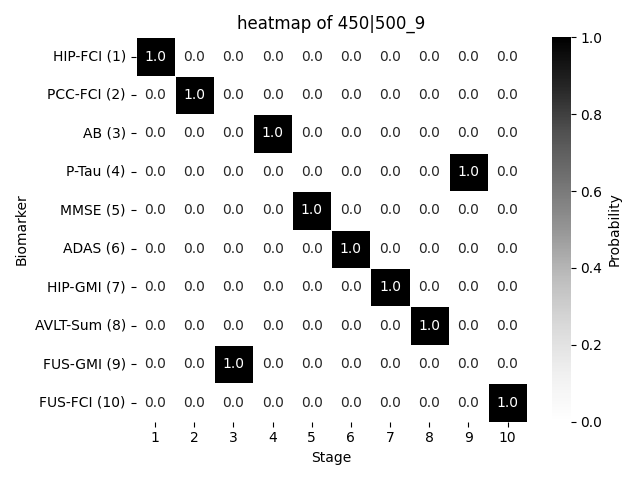 heatmap of 450|500_9
HIP-FCI (1) 1.0 0.0 0.0 0.0 0.0 0.0 0.0 0.0 0.0 0.0
PCC-FCI (2) 0.0 1.0 0.0 0.0 0.0 0.0 0.0 0.0 0.0 0.0
AB (3) 0.0 0.0 0.0 1.0 0.0 0.0 0.0 0.0 0.0 0.0
P-Tau (4) 0.0 0.0 0.0 0.0 0.0 0.0 0.0 0.0 1.0 0.0
MMSE (5) 0.0 0.0 0.0 0.0 1.0 0.0 0.0 0.0 0.0 0.0
ADAS (6) 0.0 0.0 0.0 0.0 0.0 1.0 0.0 0.0 0.0 0.0
HIP-GMI (7) 0.0 0.0 0.0 0.0 0.0 0.0 1.0 0.0 0.0 0.0
AVLT-Sum (8) 0.0 0.0 0.0 0.0 0.0 0.0 0.0 1.0 0.0 0.0
FUS-GMI (9) 0.0 0.0 1.0 0.0 0.0 0.0 0.0 0.0 0.0 0.0
FUS-FCI (10) 0.0 0.0 0.0 0.0 0.0 0.0 0.0 0.0 0.0 1.0
1 2 3 4 5 6 7 8 9 10
Stage
Biomarker
1.0
0.8
0.6
0.4
0.2
0.0
Probability